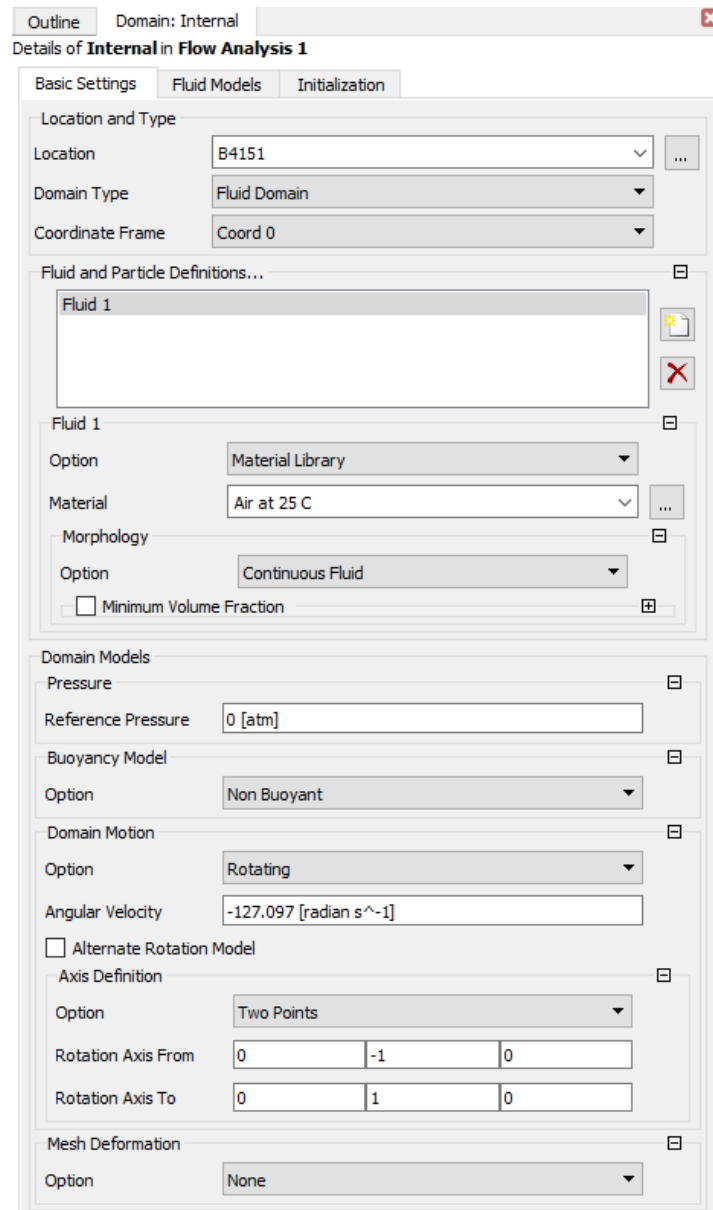 Outline Domain: Internal
Details of Internal in Flow Analysis 1
Basic Settings Fluid Models Initialization
Location and Type
Location B4151 ...
Domain Type Fluid Domain
Coordinate Frame Coord 0
Fluid and Particle Definitions...
Fluid 1
Fluid 1
Option Material Library
Material Air at 25 C ...
Morphology
Option Continuous Fluid
Minimum Volume Fraction
Domain Models
Pressure
Reference Pressure 0 [atm]
Buoyancy Model
Option Non Buoyant
Domain Motion
Option Rotating
Angular Velocity -127.097 [radian s^-1]
Alternate Rotation Model
Axis Definition
Option Two Points
Rotation Axis From 0 -1 0
Rotation Axis To 0 1 0
Mesh Deformation
Option None